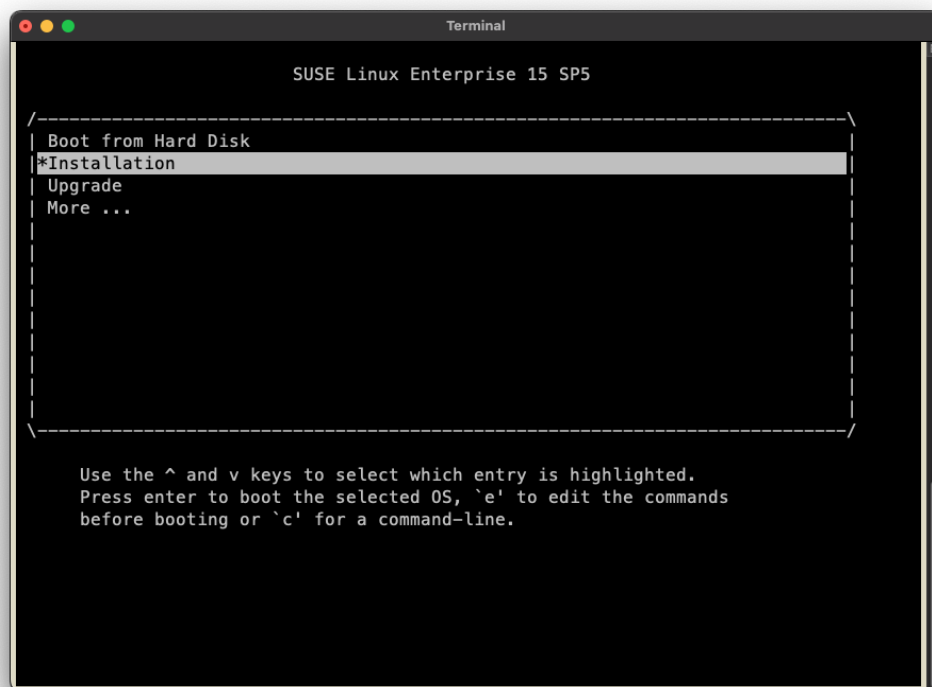 Terminal
SUSE Linux Enterprise 15 SP5
Boot from Hard Disk
*Installation
Upgrade
More ...
Use the ^ and v keys to select which entry is highlighted.
Press enter to boot the selected OS, `e' to edit the commands
before booting or `c' for a command-line.